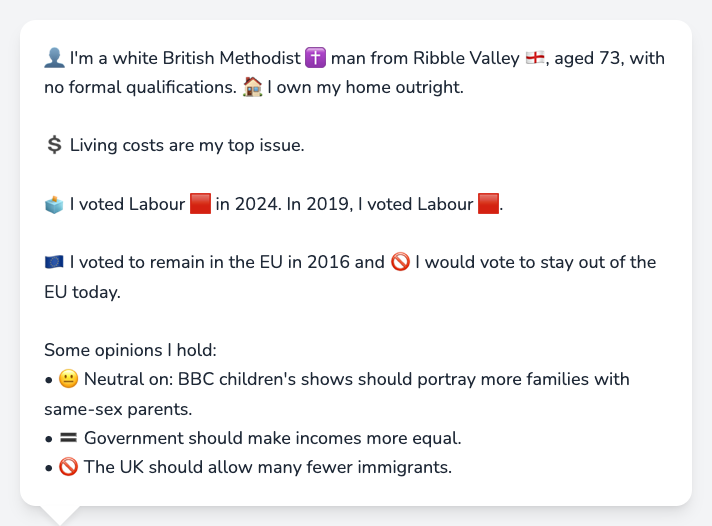 👤 I'm a white British Methodist ✝️ man from Ribble Valley 🏴󠁧󠁢󠁥󠁮󠁧󠁿, aged 73, with
no formal qualifications. 🏠 I own my home outright.
💲 Living costs are my top issue.
🗳️ I voted Labour 🟥 in 2024. In 2019, I voted Labour 🟥.
🇪🇺 I voted to remain in the EU in 2016 and 🚫 I would vote to stay out of the
EU today.
Some opinions I hold:
• 😐 Neutral on: BBC children's shows should portray more families with
same-sex parents.
• 🟰 Government should make incomes more equal.
• 🚫 The UK should allow many fewer immigrants.